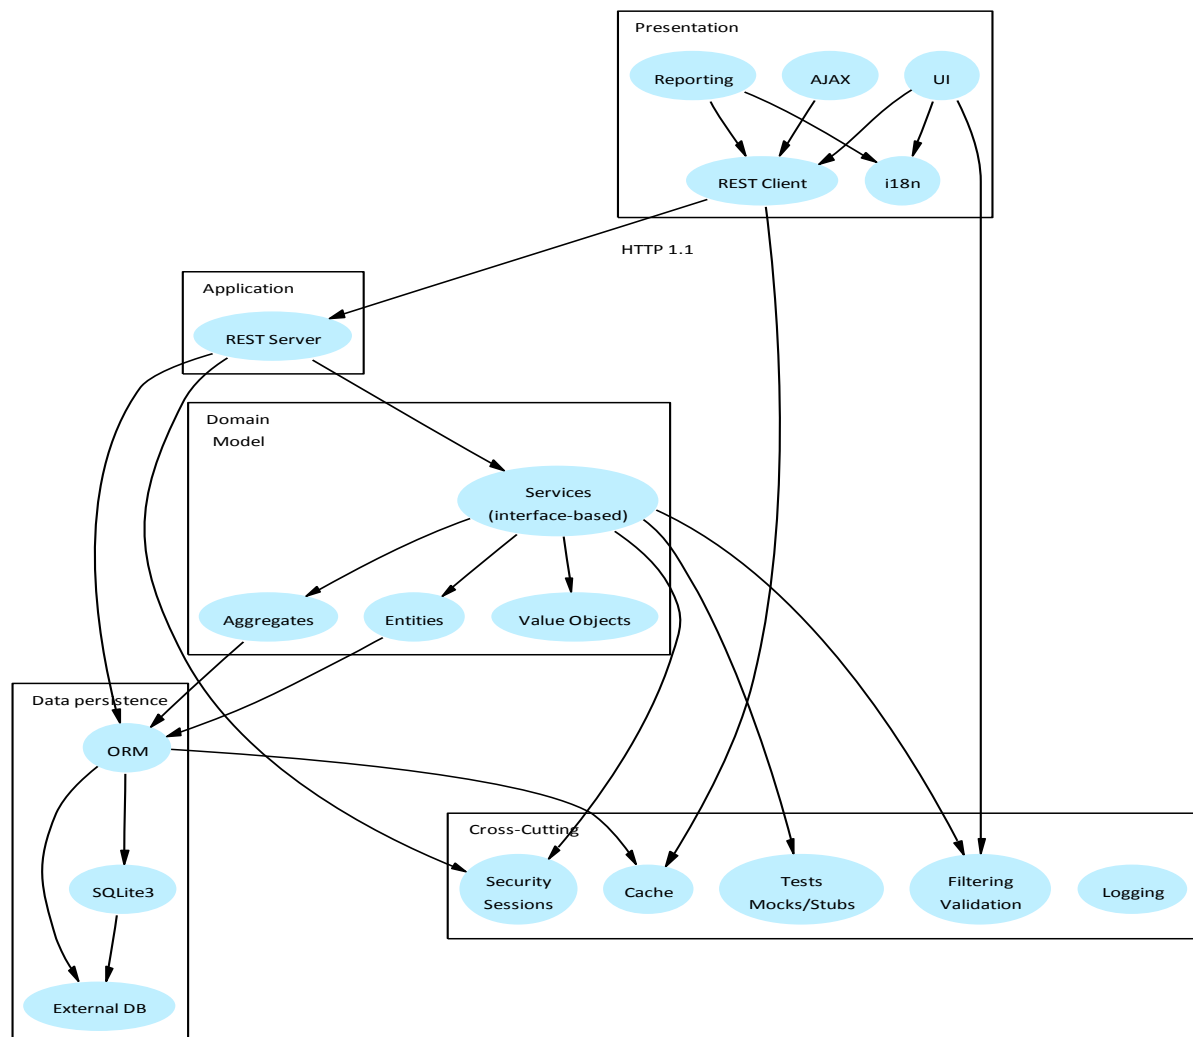 Presentation
Reporting
AJAX
UI
REST Client
i18n
HTTP 1.1
Application
REST Server
Domain
Model
Services
(interface-based)
Aggregates
Entities
Value Objects
Data persistence
ORM
SQLite3
External DB
Cross-Cutting
Security
Sessions
Cache
Tests
Mocks/Stubs
Filtering
Validation
Logging